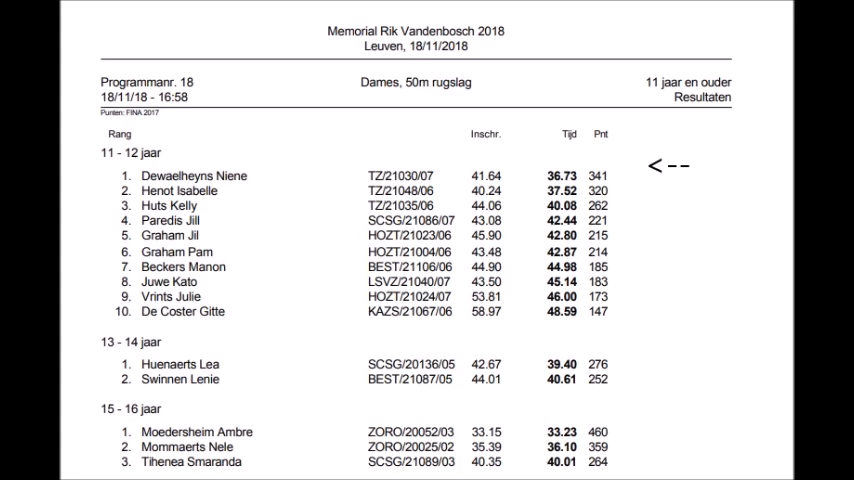 Memorial Rik Vandenbosch 2018
Leuven, 18/11/2018
Programmanr. 18 Dames, 50m rugslag 11 jaar en ouder
18/11/18 - 16:58 Resultaten
Punten: FINA 2017
Rang Inschr. Tijd Pnt
11 - 12 jaar <--
1. Dewaelheyns Niene TZ/21030/07 41.64 36.73 341
2. Henot Isabelle TZ/21048/06 40.24 37.52 320
3. Huts Kelly TZ/21035/06 44.06 40.08 262
4. Paredis Jill SCSG/21086/07 43.08 42.44 221
5. Graham Jil HOZT/21023/06 45.90 42.80 215
6. Graham Pam HOZT/21004/06 43.48 42.87 214
7. Beckers Manon BEST/21106/06 44.90 44.98 185
8. Juwe Kato LSVZ/21040/07 43.50 45.14 183
9. Vrints Julie HOZT/21024/07 53.81 46.00 173
10. De Coster Gitte KAZS/21067/06 58.97 48.59 147
13 - 14 jaar
1. Huenaerts Lea SCSG/20136/05 42.67 39.40 276
2. Swinnen Lenie BEST/21087/05 44.01 40.61 252
15 - 16 jaar
1. Moedersheim Ambre ZORO/20052/03 33.15 33.23 460
2. Mommaerts Nele ZORO/20025/02 35.39 36.10 359
3. Tihenea Smaranda SCSG/21089/03 40.35 40.01 264